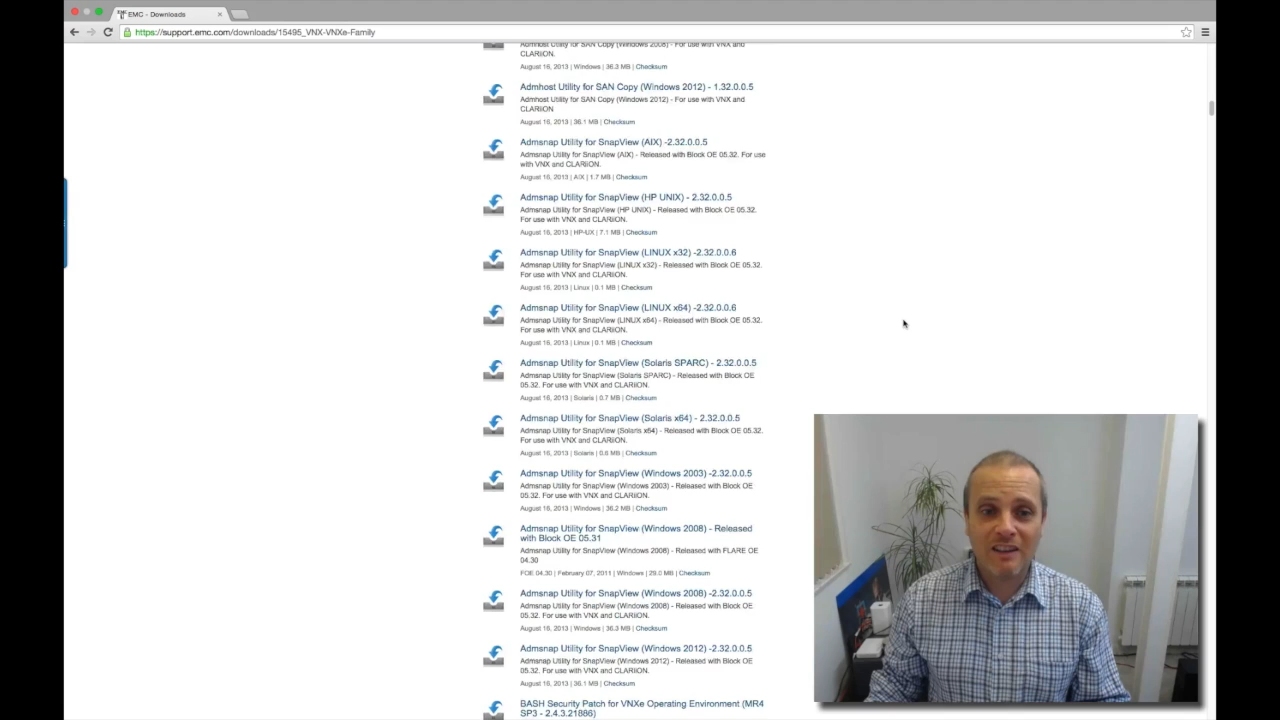 EMC - Downloads
https://support.emc.com/downloads/15495_VNX-VNXe-Family
Admhost Utility for SAN Copy (Windows 2008) - For use with VNX and
CLARiiON.
August 16, 2013 | Windows | 36.3 MB | Checksum
Admhost Utility for SAN Copy (Windows 2012) - 1.32.0.0.5
Admhost Utility for SAN Copy (Windows 2012) - For use with VNX and
CLARiiON
August 16, 2013 | 36.1 MB | Checksum
Admsnap Utility for SnapView (AIX) -2.32.0.0.5
Admsnap Utility for SnapView (AIX) - Released with Block OE 05.32. For use
with VNX and CLARiiON.
August 16, 2013 | AIX | 1.7 MB | Checksum
Admsnap Utility for SnapView (HP UNIX) - 2.32.0.0.5
Admsnap Utility for SnapView (HP UNIX) - Released with Block OE 05.32.
For use with VNX and CLARiiON.
August 16, 2013 | HP-UX | 7.1 MB | Checksum
Admsnap Utility for SnapView (LINUX x32) -2.32.0.0.6
Admsnap Utility for SnapView (LINUX x32) - Released with Block OE 05.32.
For use with VNX and CLARiiON.
August 16, 2013 | Linux | 0.1 MB | Checksum
Admsnap Utility for SnapView (LINUX x64) -2.32.0.0.6
Admsnap Utility for SnapView (LINUX x64) - Released with Block OE 05.32.
For use with VNX and CLARiiON.
August 16, 2013 | Linux | 0.1 MB | Checksum
Admsnap Utility for SnapView (Solaris SPARC) - 2.32.0.0.5
Admsnap Utility for SnapView (Solaris SPARC) - Released with Block OE
05.32. For use with VNX and CLARiiON.
August 16, 2013 | Solaris | 0.7 MB | Checksum
Admsnap Utility for SnapView (Solaris x64) - 2.32.0.0.5
Admsnap Utility for SnapView (Solaris x64) - Released with Block OE 05.32.
For use with VNX and CLARiiON.
August 16, 2013 | Solaris | 0.6 MB | Checksum
Admsnap Utility for SnapView (Windows 2003) -2.32.0.0.5
Admsnap Utility for SnapView (Windows 2003) - Released with Block OE
05.32. For use with VNX and CLARiiON.
August 16, 2013 | Windows | 36.2 MB | Checksum
Admsnap Utility for SnapView (Windows 2008) - Released
with Block OE 05.31
Admsnap Utility for SnapView (Windows 2008) - Released with FLARE OE
04.30
FOE 04.30 | February 07, 2011 | Windows | 29.0 MB | Checksum
Admsnap Utility for SnapView (Windows 2008) -2.32.0.0.5
Admsnap Utility for SnapView (Windows 2008) - Released with Block OE
05.32. For use with VNX and CLARiiON.
August 16, 2013 | Windows | 36.3 MB | Checksum
Admsnap Utility for SnapView (Windows 2012) -2.32.0.0.5
Admsnap Utility for SnapView (Windows 2012) - Released with Block OE
05.32. For use with VNX and CLARiiON.
August 16, 2013 | 36.1 MB | Checksum
BASH Security Patch for VNXe Operating Environment (MR4
SP3 - 2.4.3.21886)